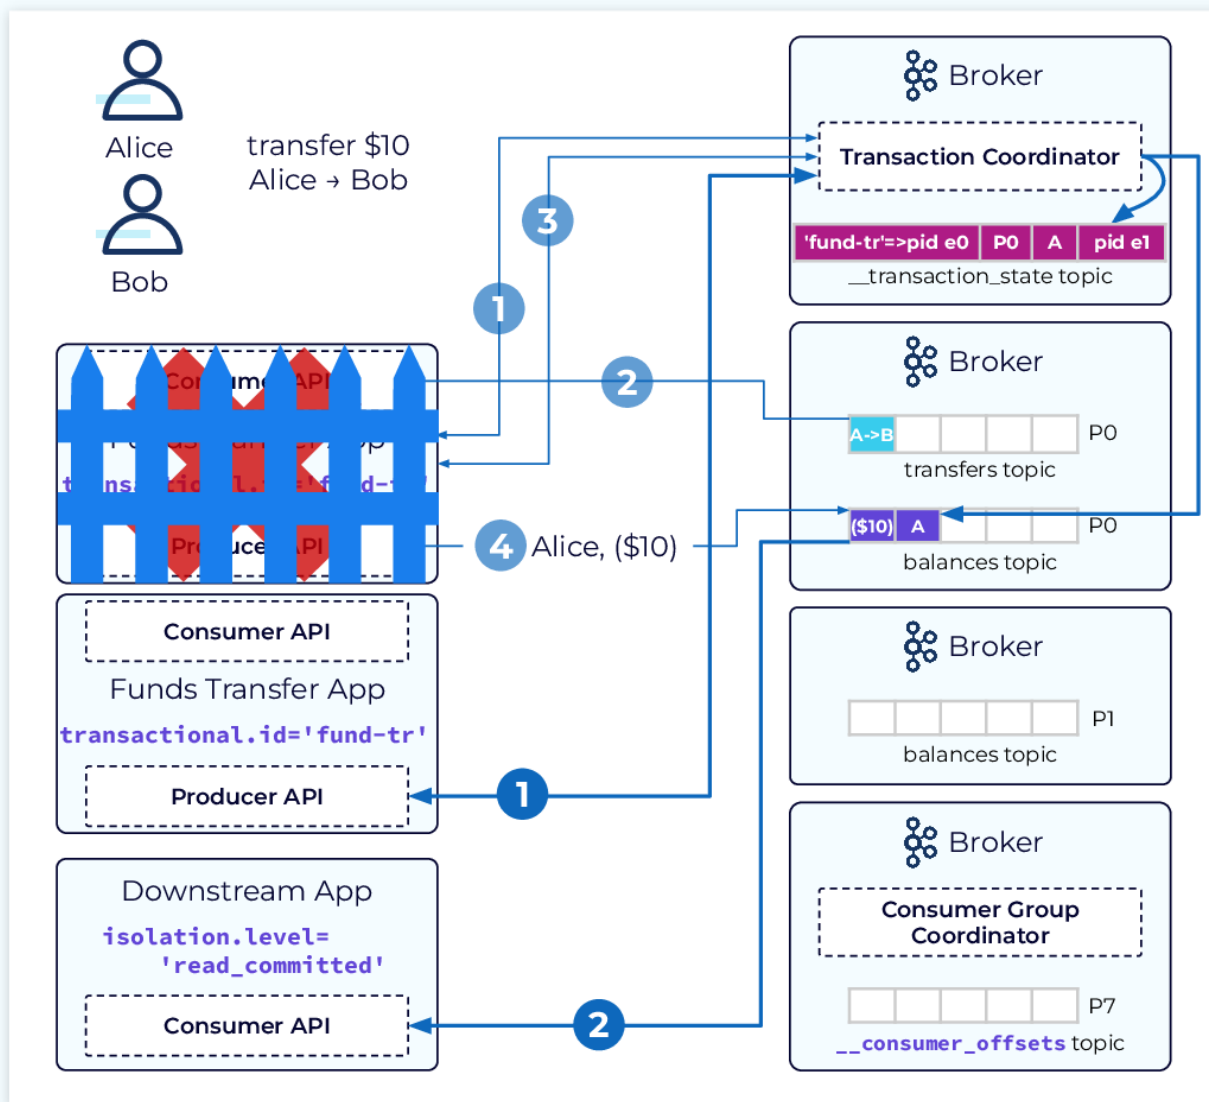 Alice
transfer $10
Alice → Bob
Bob
3
1
2
4
Alice, ($10)
Consumer API
Funds Transfer App
transactional.id='fund-tr'
Producer API
1
Downstream App
isolation.level=
'read_committed'
Consumer API
2
Broker
Transaction Coordinator
'fund-tr'=>pid e0
P0
A
pid e1
__transaction_state topic
Broker
A->B
P0
transfers topic
($10)
A
P0
balances topic
Broker
P1
balances topic
Broker
Consumer Group
Coordinator
P7
__consumer_offsets topic